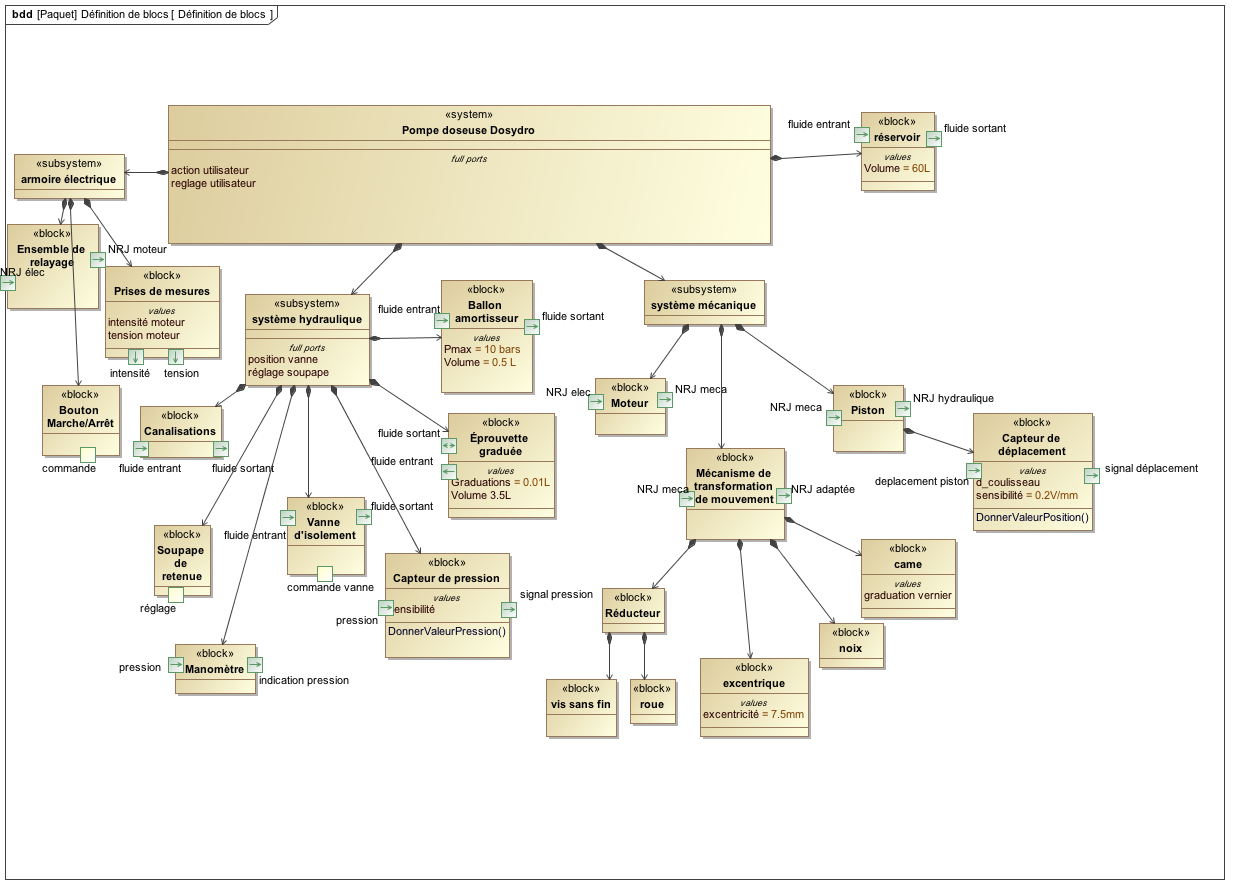 bdd [Paquet] Définition de blocs [ Définition de blocs ]
«system»
Pompe doseuse Dosydro
full ports
action utilisateur
reglage utilisateur
fluide entrant
«block»
réservoir
values
Volume = 60L
fluide sortant
«subsystem»
armoire électrique
«block»
Ensemble de
relayage
NRJ élec
NRJ moteur
«block»
Prises de mesures
values
intensité moteur
tension moteur
intensité
tension
«block»
Bouton
Marche/Arrêt
commande
«subsystem»
système hydraulique
full ports
position vanne
réglage soupape
fluide entrant
«block»
Ballon
amortisseur
values
Pmax = 10 bars
Volume = 0.5 L
fluide sortant
«subsystem»
système mécanique
«block»
Canalisations
fluide entrant
fluide sortant
fluide sortant
fluide entrant
«block»
Éprouvette
graduée
values
Graduations = 0.01L
Volume 3.5L
«block»
Soupape
de
retenue
réglage
fluide entrant
«block»
Vanne
d'isolement
fluide sortant
commande vanne
«block»
Capteur de pression
values
ensibilité
DonnerValeurPression()
pression
signal pression
pression
«block»
Manomètre
indication pression
NRJ elec
«block»
Moteur
NRJ meca
NRJ meca
«block»
Piston
NRJ hydraulique
«block»
Capteur de
déplacement
values
d_coulisseau
sensibilité = 0.2V/mm
DonnerValeurPosition()
deplacement piston
signal déplacement
NRJ meca
«block»
Mécanisme de
transformation
de mouvement
NRJ adaptée
«block»
came
values
graduation vernier
«block»
Réducteur
«block»
noix
«block»
excentrique
values
excentricité = 7.5mm
«block»
vis sans fin
«block»
roue